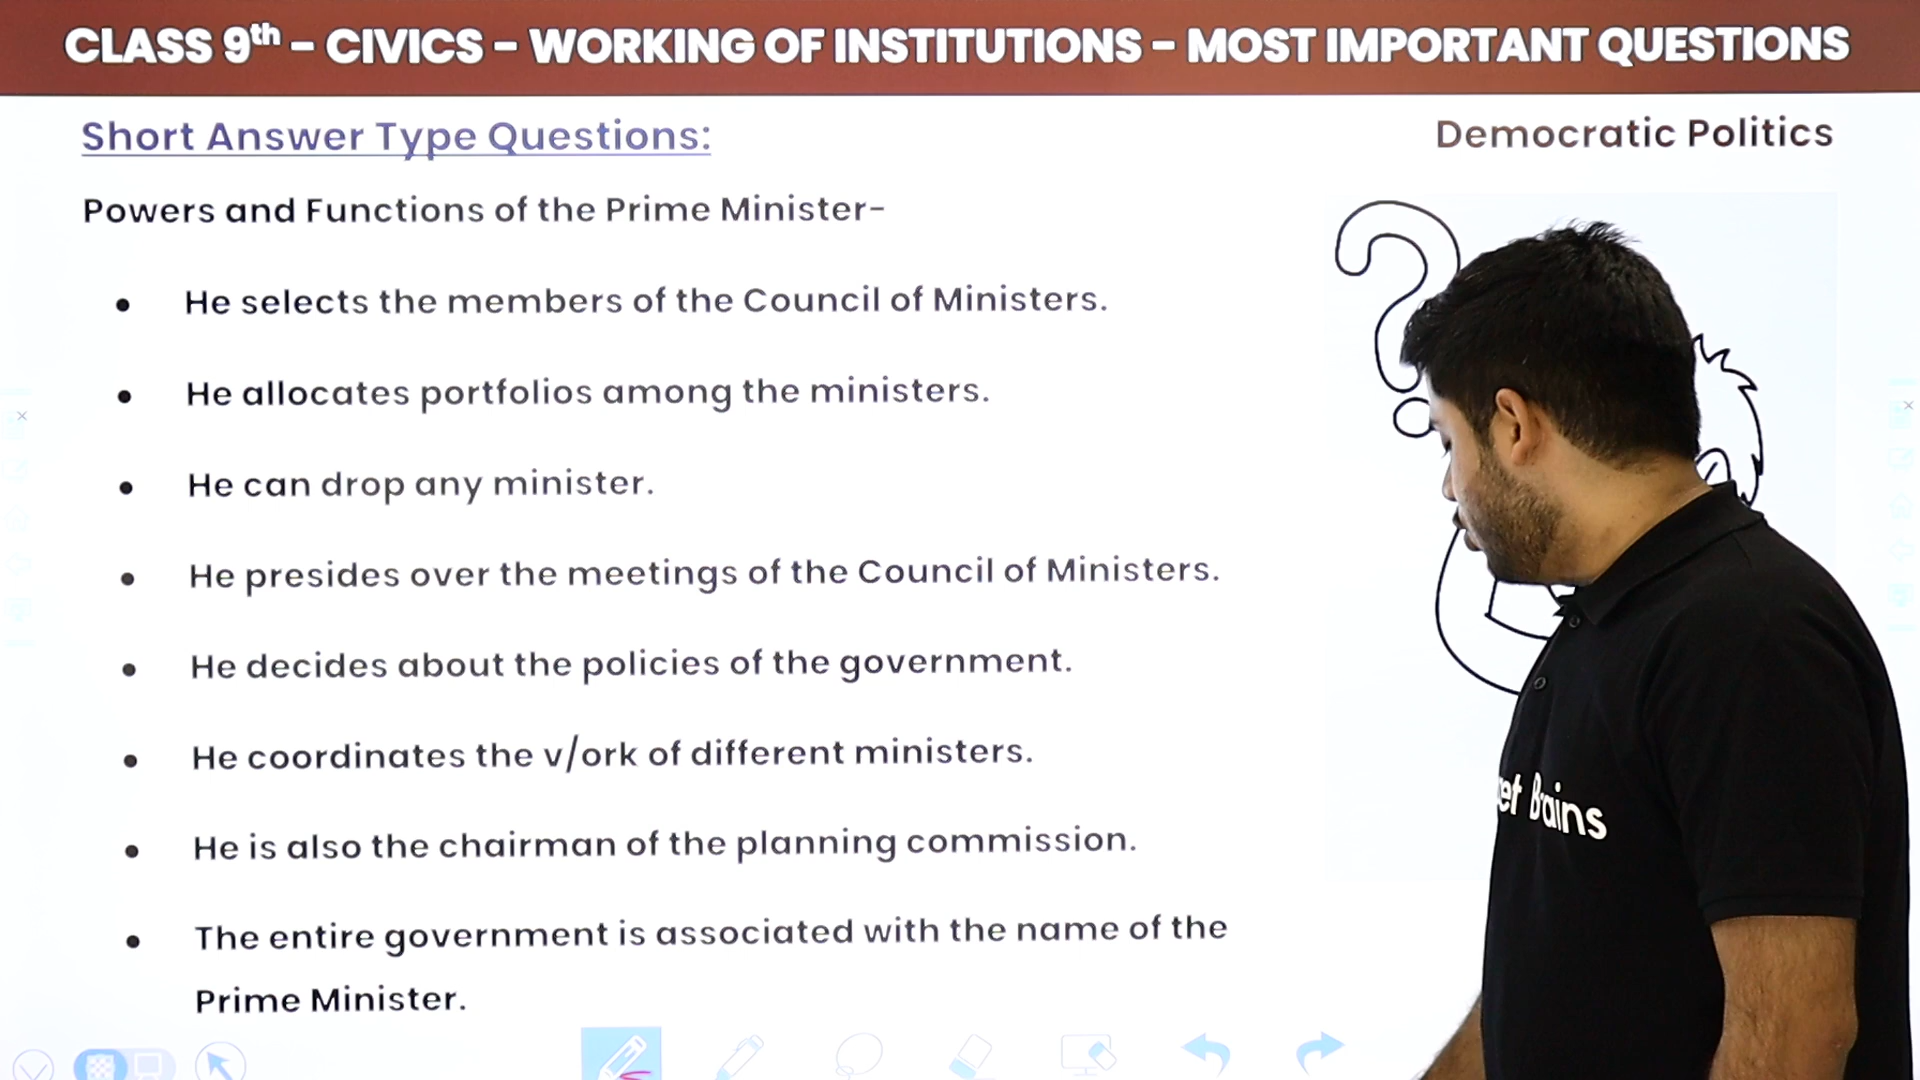 CLASS 9th – CIVICS – WORKING OF INSTITUTIONS – MOST IMPORTANT QUESTIONS
Short Answer Type Questions:
Democratic Politics
Powers and Functions of the Prime Minister-
• He selects the members of the Council of Ministers.
• He allocates portfolios among the ministers.
• He can drop any minister.
• He presides over the meetings of the Council of Ministers.
• He decides about the policies of the government.
• He coordinates the v/ork of different ministers.
• He is also the chairman of the planning commission.
• The entire government is associated with the name of the
Prime Minister.
et Brains